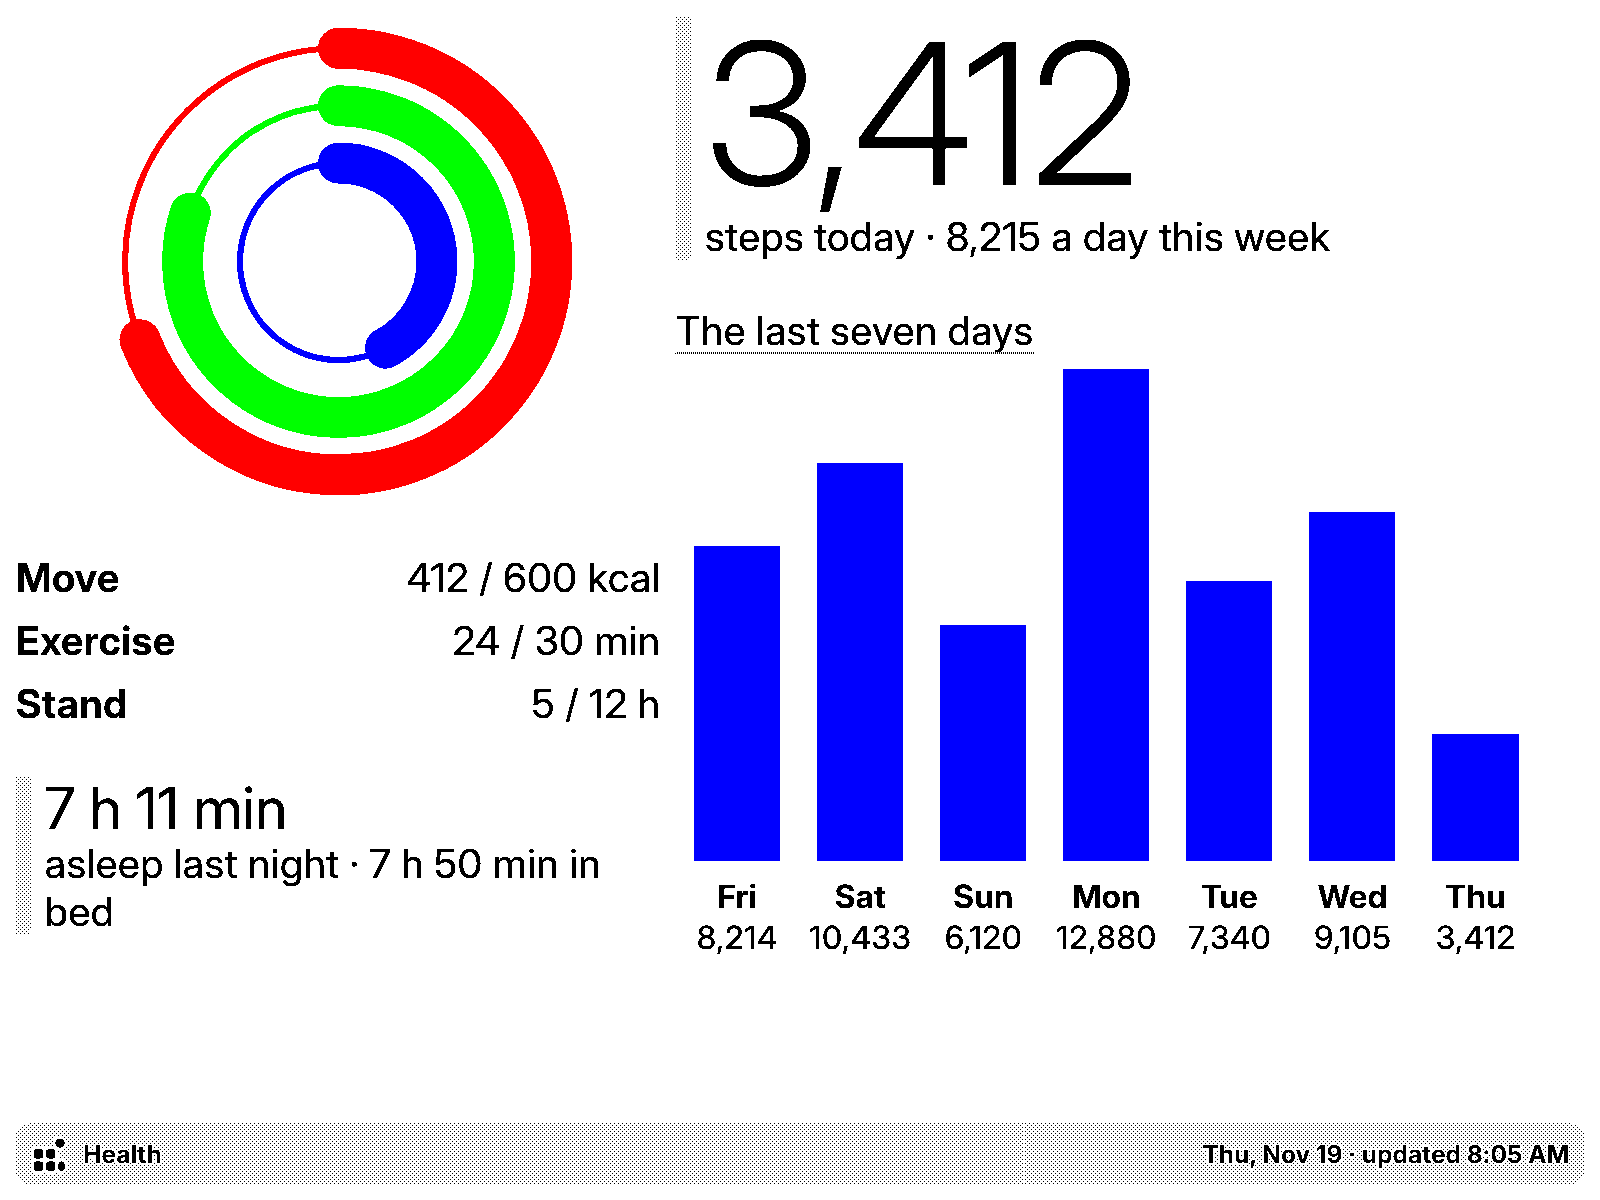 3,412
steps today · 8,215 a day this week
The last seven days
Move 412 / 600 kcal
Exercise 24 / 30 min
Stand 5 / 12 h
7 h 11 min
asleep last night · 7 h 50 min in
bed
Fri Sat Sun Mon Tue Wed Thu
8,214 10,433 6,120 12,880 7,340 9,105 3,412
Health Thu, Nov 19 · updated 8:05 AM